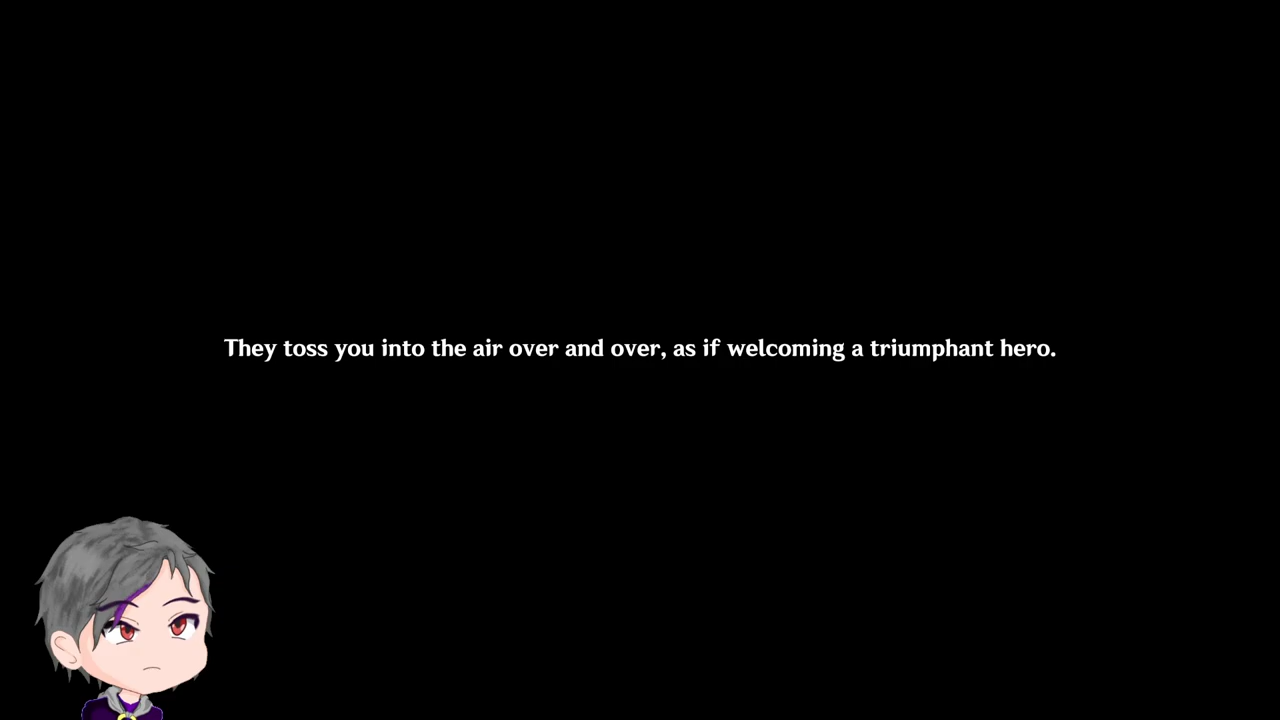 They toss you into the air over and over, as if welcoming a triumphant hero.